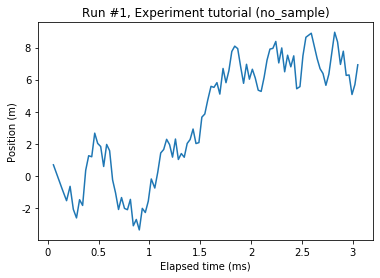 Run #1, Experiment tutorial (no_sample)
Position (m)
8
6
4
2
0
-2
0 0.5 1 1.5 2 2.5 3
Elapsed time (ms)